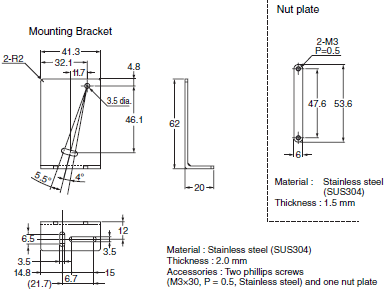 Mounting Bracket
2-R2
41.3
32.1
11.7
4.8
3.5 dia.
46.1
5.5°
4°
62
20
Nut plate
2-M3
P=0.5
47.6 53.6
6
Material : Stainless steel
(SUS304)
Thickness : 1.5 mm
12
6.5
3.5
3.5
14.8
15
6.7
(21.7)
Material : Stainless steel (SUS304)
Thickness : 2.0 mm
Accessories : Two phillips screws
(M3×30, P = 0.5, Stainless steel) and one nut plate